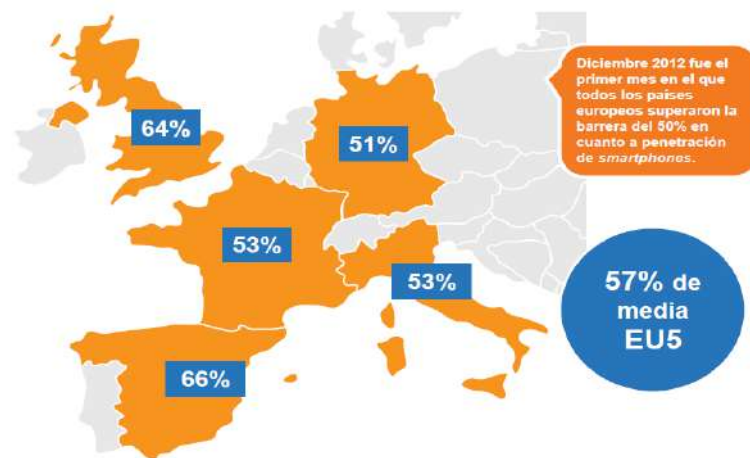 Diciembre 2012 fue el
primer mes en el que
todos los países
europeos superaron la
barrera del 50% en
cuanto a penetración
de smartphones.
64%
51%
53%
53%
57% de
media
EU5
66%